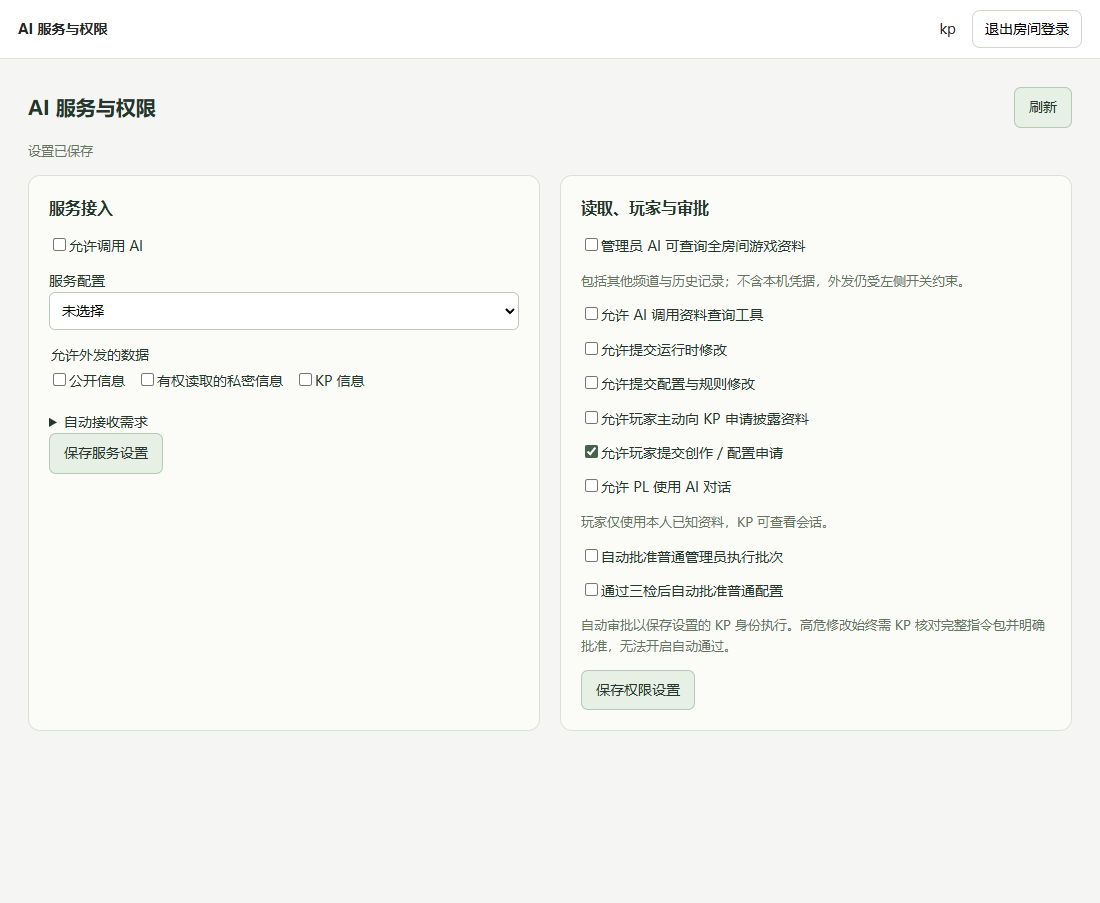 AI 服务与权限
kp
退出房间登录
AI 服务与权限
刷新
设置已保存
服务接入
允许调用 AI
服务配置
未选择
允许外发的数据
公开信息 有权读取的私密信息 KP 信息
自动接收需求
保存服务设置
读取、玩家与审批
管理员 AI 可查询全房间游戏资料
包括其他频道与历史记录；不含本机凭据，外发仍受左侧开关约束。
允许 AI 调用资料查询工具
允许提交运行时修改
允许提交配置与规则修改
允许玩家主动向 KP 申请披露资料
允许玩家提交创作 / 配置申请
允许 PL 使用 AI 对话
玩家仅使用本人已知资料，KP 可查看会话。
自动批准普通管理员执行批次
通过三检后自动批准普通配置
自动审批以保存设置的 KP 身份执行。高危修改始终需 KP 核对完整指令包并明确
批准，无法开启自动通过。
保存权限设置